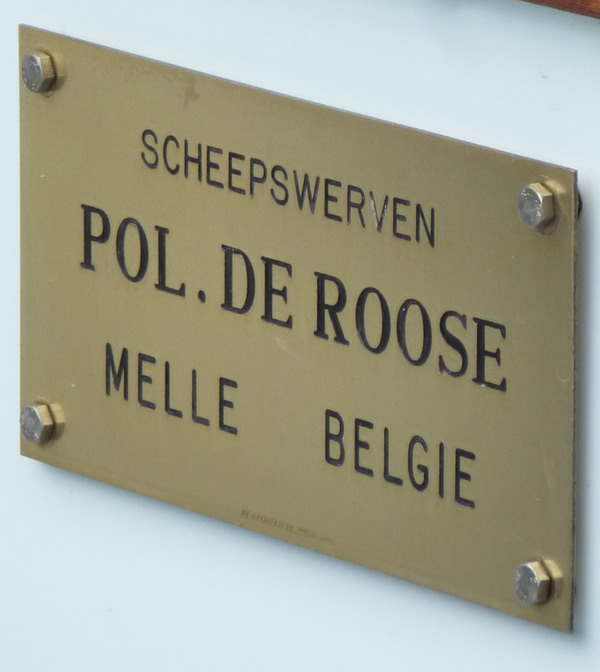 SCHEEPSWERVEN
POL. DE ROOSE
MELLE BELGIE